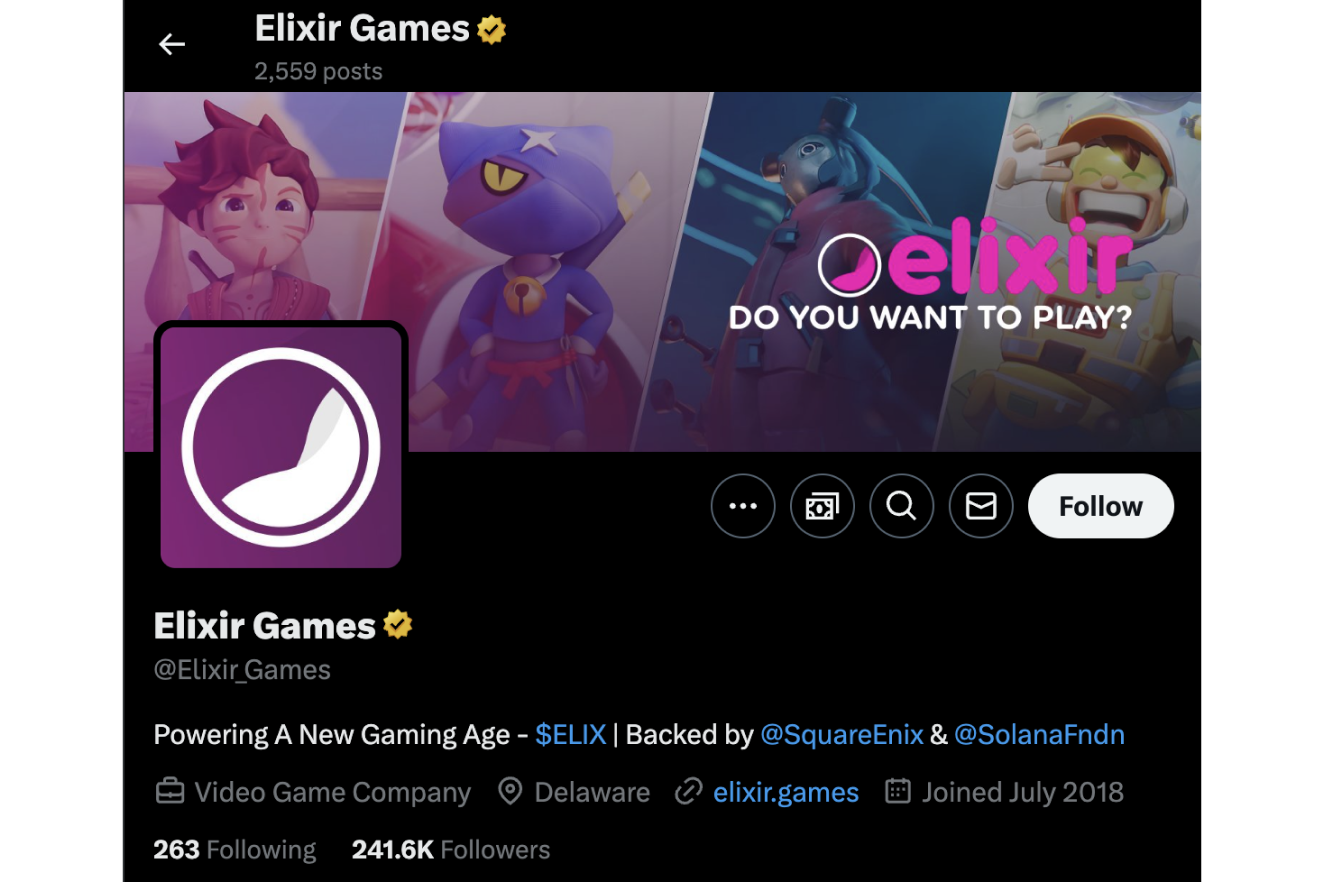 Elixir Games
2,559 posts
elixir
DO YOU WANT TO PLAY?
Follow
Elixir Games
@Elixir_Games
Powering A New Gaming Age - $ELIX | Backed by @SquareEnix & @SolanaFndn
Video Game Company Delaware elixir.games Joined July 2018
263 Following 241.6K Followers